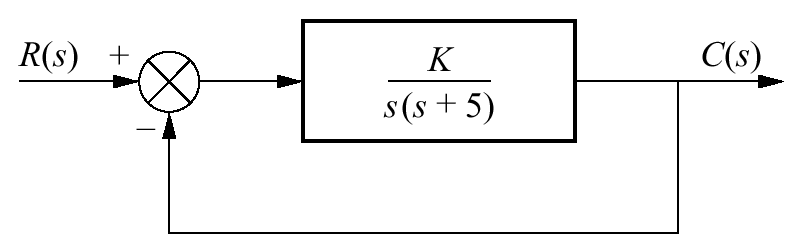 R(s) + K C(s)
s(s + 5)
−